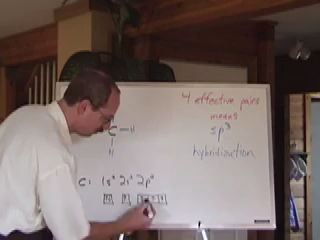 4 effective pairs
means
sp³
hybridization
C — H
H
C: 1s² 2s² 2p²